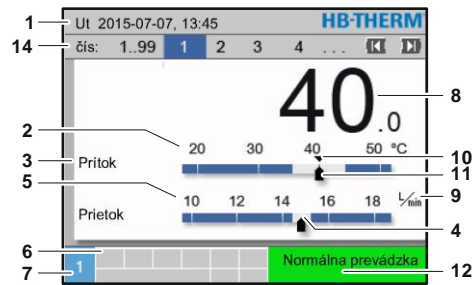 1 Ut 2015-07-07, 13:45 HB-THERM
14 čís: 1..99 1 2 3 4 ...
40.0 8
2 20 30 40 50 °C 10
3 Prítok 11
5 10 12 14 16 18 L/min 9
Prietok 4
6 Normálna prevádzka
7 1 12